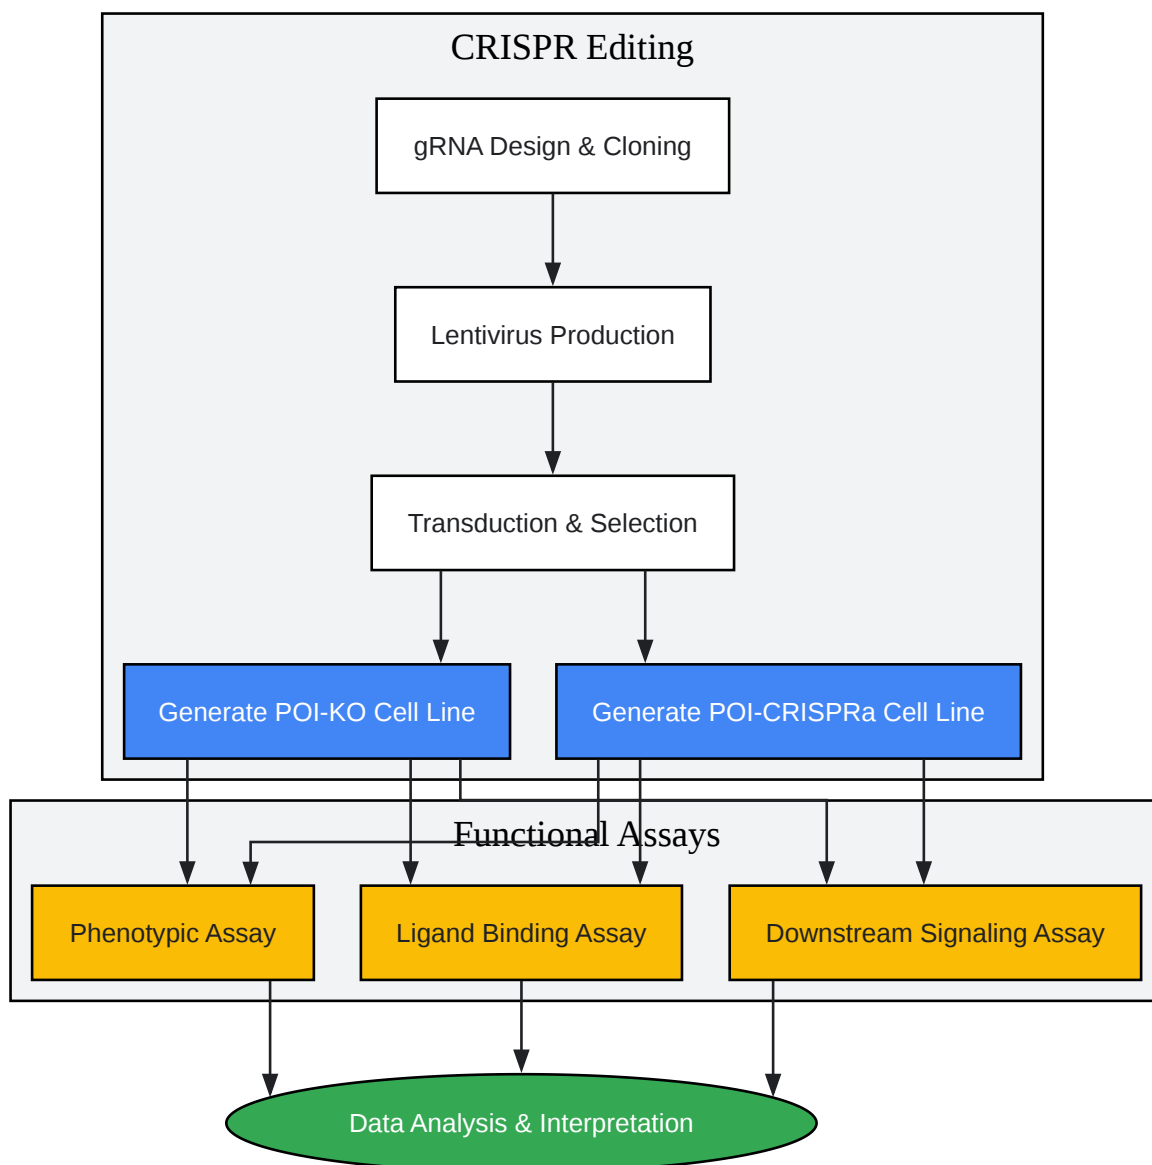 CRISPR Editing
gRNA Design & Cloning
Lentivirus Production
Transduction & Selection
Generate POI-KO Cell Line
Generate POI-CRISPRa Cell Line
Functional Assays
Phenotypic Assay
Ligand Binding Assay
Downstream Signaling Assay
Data Analysis & Interpretation